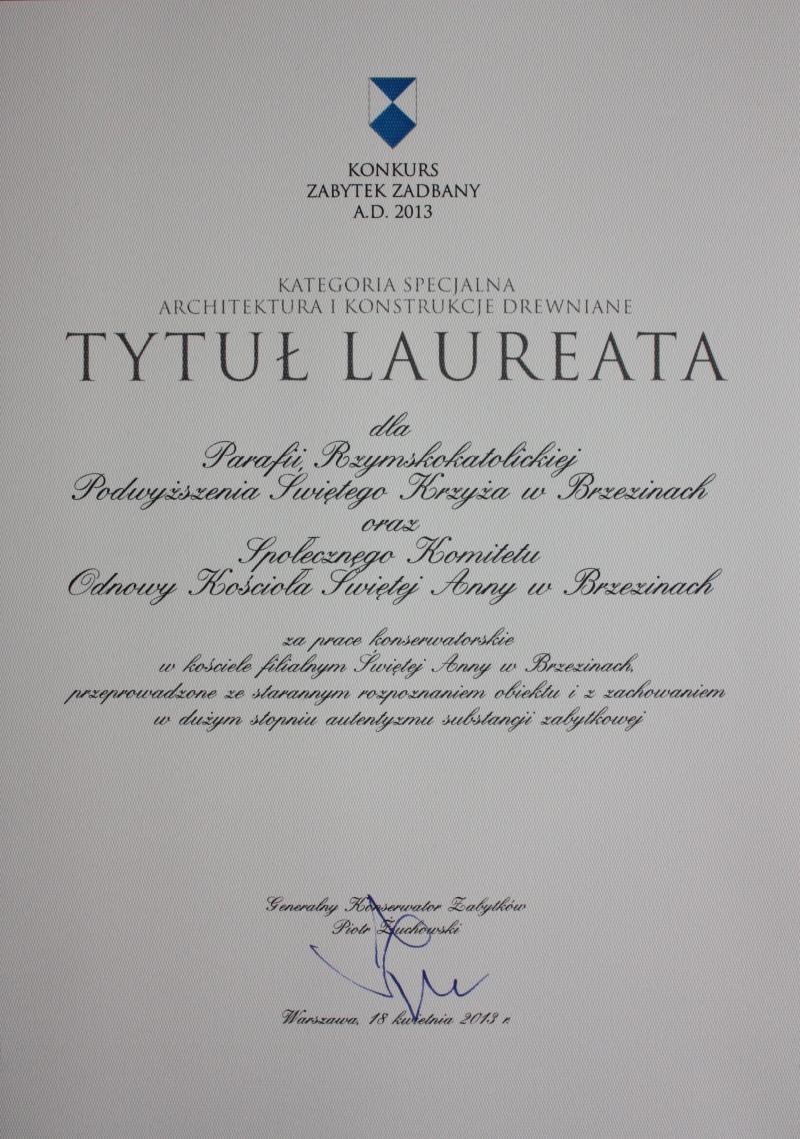 KONKURS
ZABYTEK ZADBANY
A.D. 2013
KATEGORIA SPECJALNA
ARCHITEKTURA I KONSTRUKCJE DREWNIANE
TYTUŁ LAUREATA
dla
Parafii Rzymskokatolickiej
Podwyższenia Świętego Krzyża w Brzezinach
oraz
Społecznego Komitetu
Odnowy Kościoła Świętej Anny w Brzezinach
za prace konserwatorskie
w kościele filialnym Świętej Anny w Brzezinach,
przeprowadzone ze starannym rozpoznaniem obiektu i z zachowaniem
w dużym stopniu autentyzmu substancji zabytkowej
Generalny Konserwator Zabytków
Piotr Żuchowski
Warszawa, 18 kwietnia 2013 r.